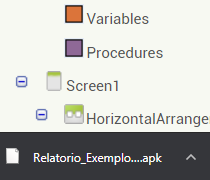 Variables
Procedures
Screen1
HorizontalArrange
Relatorio_Exemplo....apk